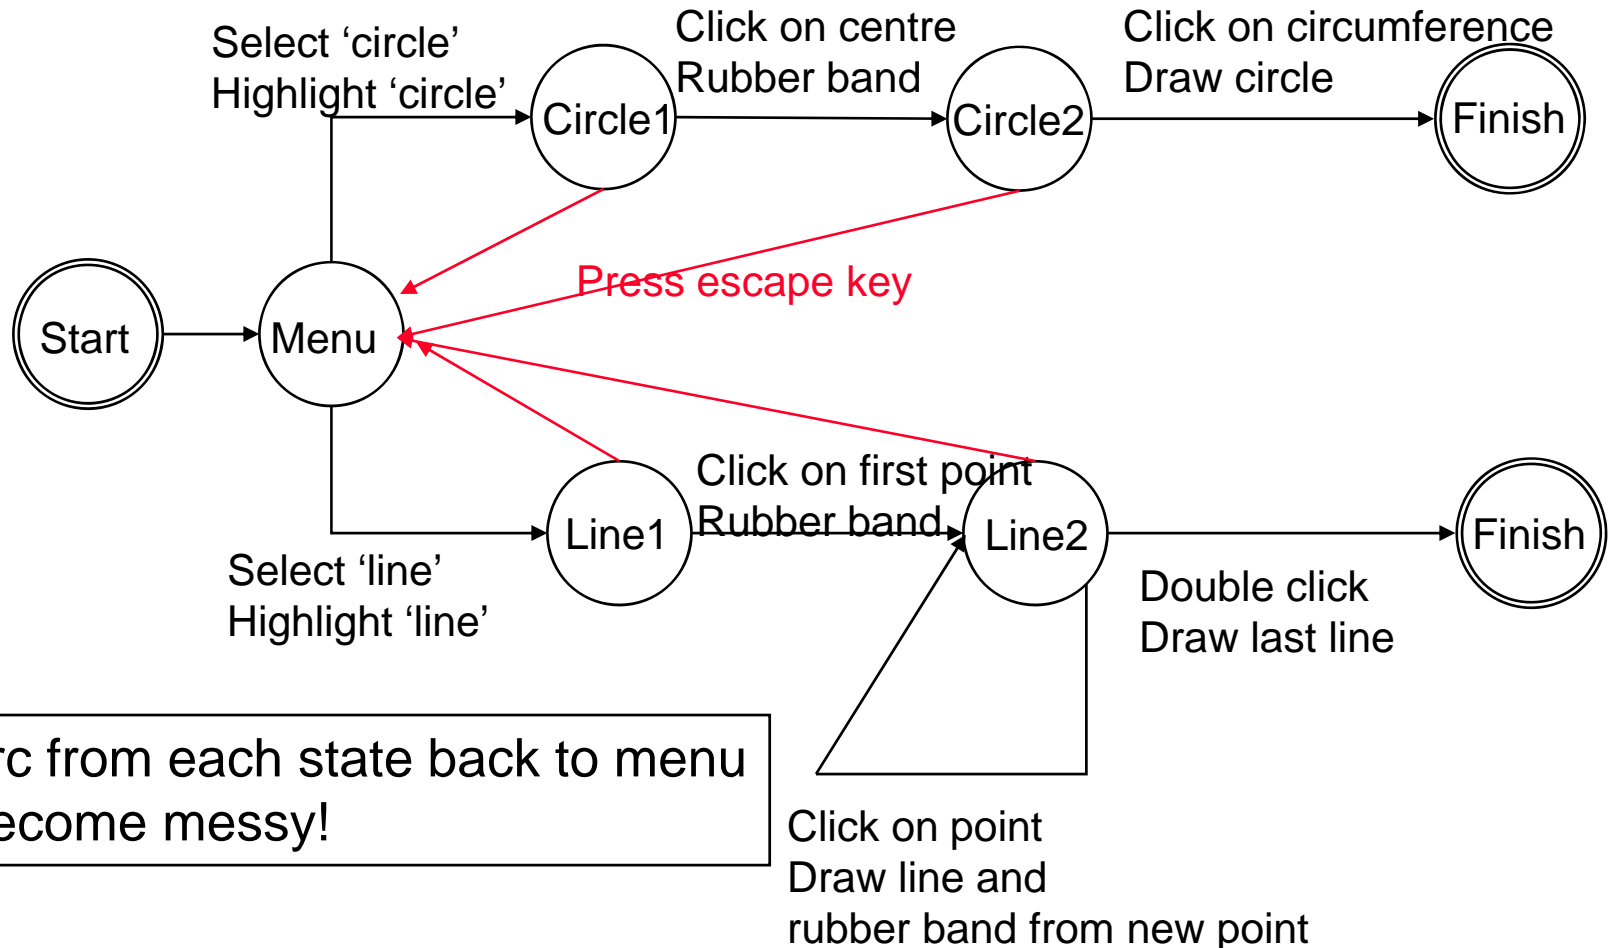 Select ‘circle’
Highlight ‘circle’
Click on centre
Rubber band
Click on circumference
Draw circle
Circle1
Circle2
Finish
Press escape key
Start
Menu
Click on first point
Rubber band
Line1
Line2
Finish
Select ‘line’
Highlight ‘line’
Double click
Draw last line
from each state back to menu
messy!
Click on point
Draw line and
rubber band from new point